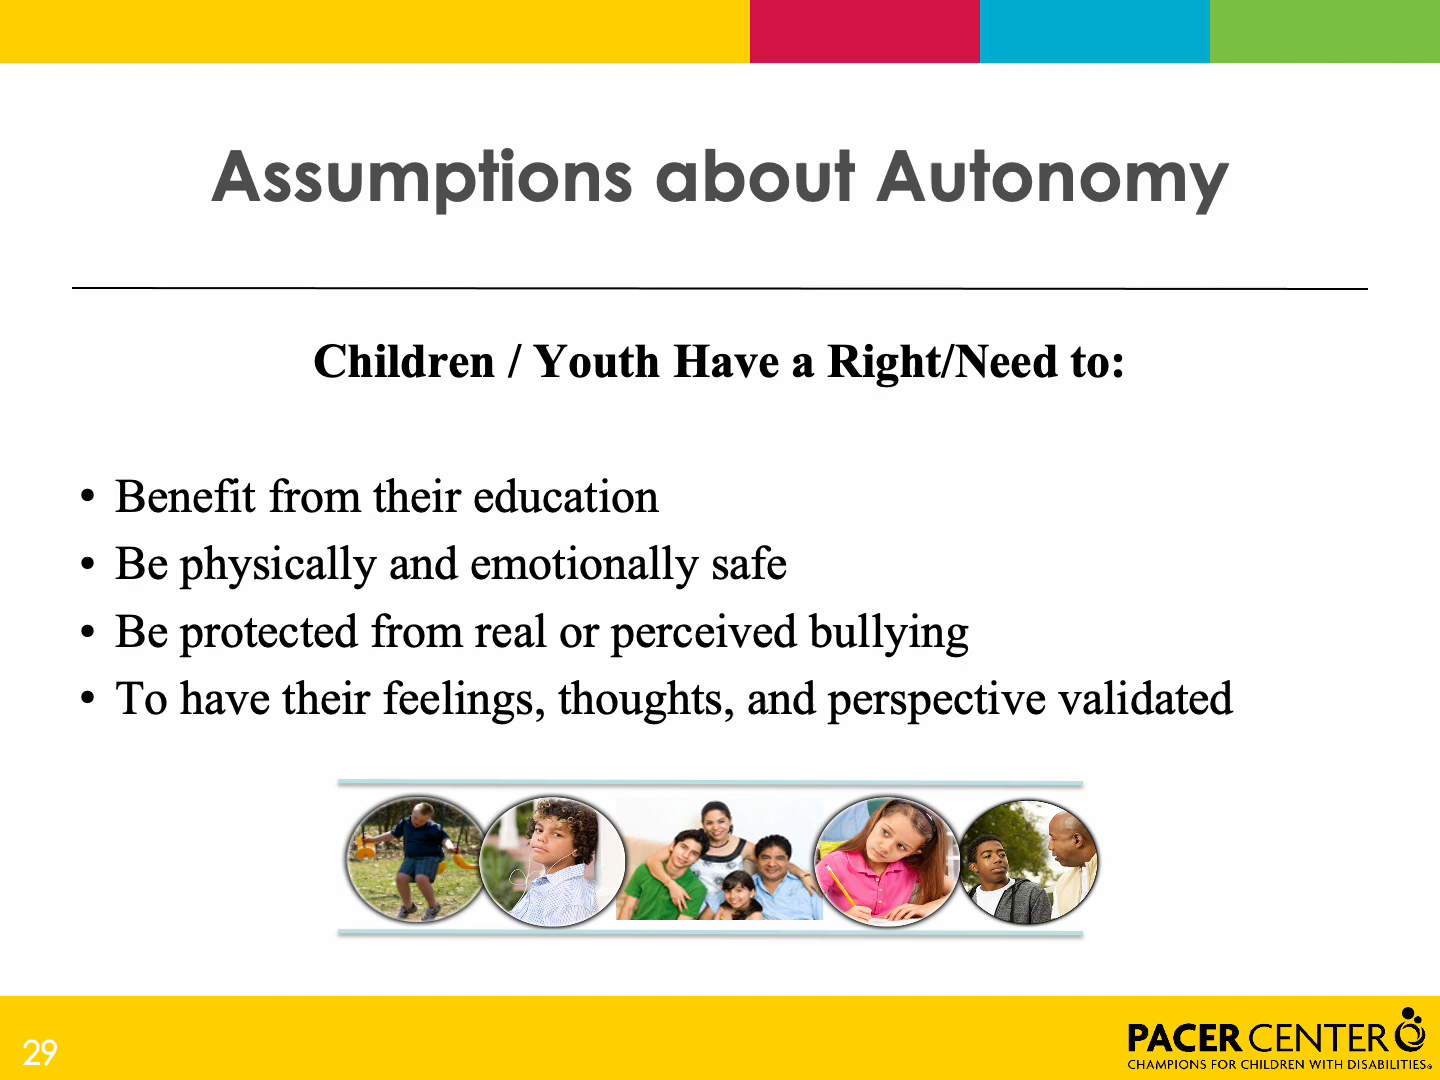 Assumptions about Autonomy
Children / Youth Have a Right/Need to:
• Benefit from their education
• Be physically and emotionally safe
• Be protected from real or perceived bullying
• To have their feelings, thoughts, and perspective validated
29
PACER CENTER
CHAMPIONS FOR CHILDREN WITH DISABILITIES®